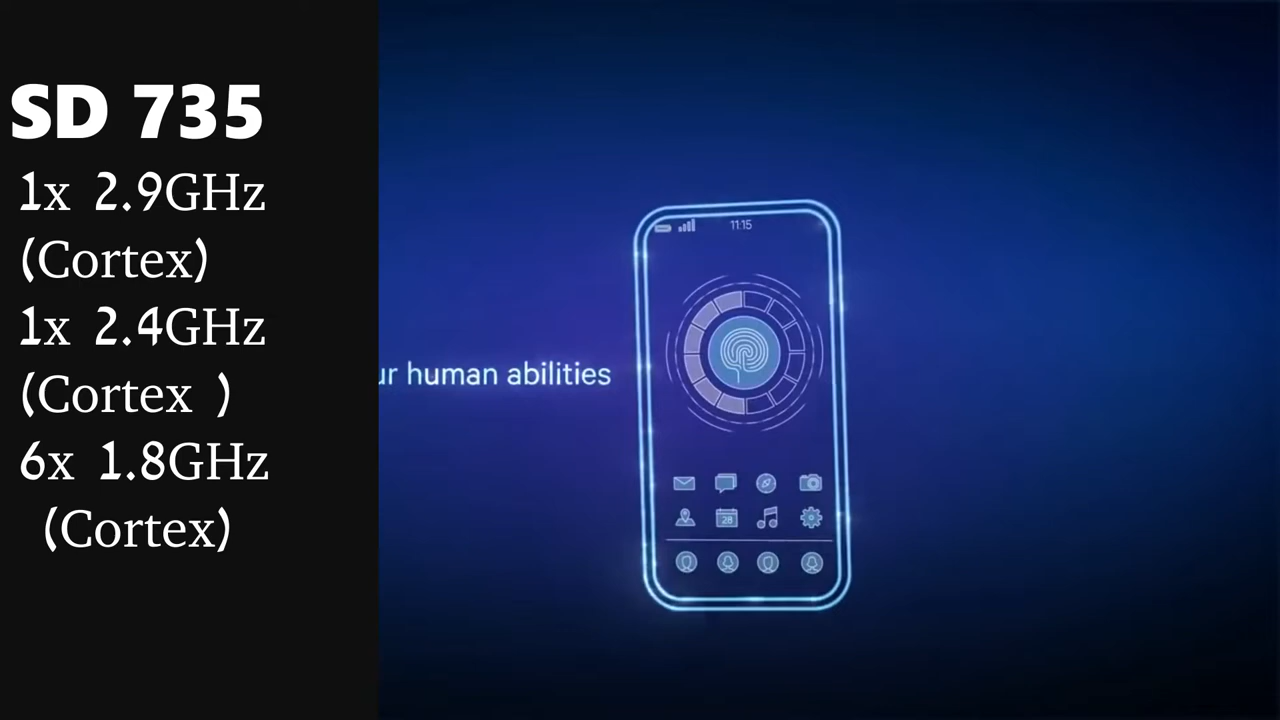 SD 735
1x 2.9GHz
(Cortex)
1x 2.4GHz
(Cortex )
6x 1.8GHz
(Cortex)
ur human abilities
11:15
28